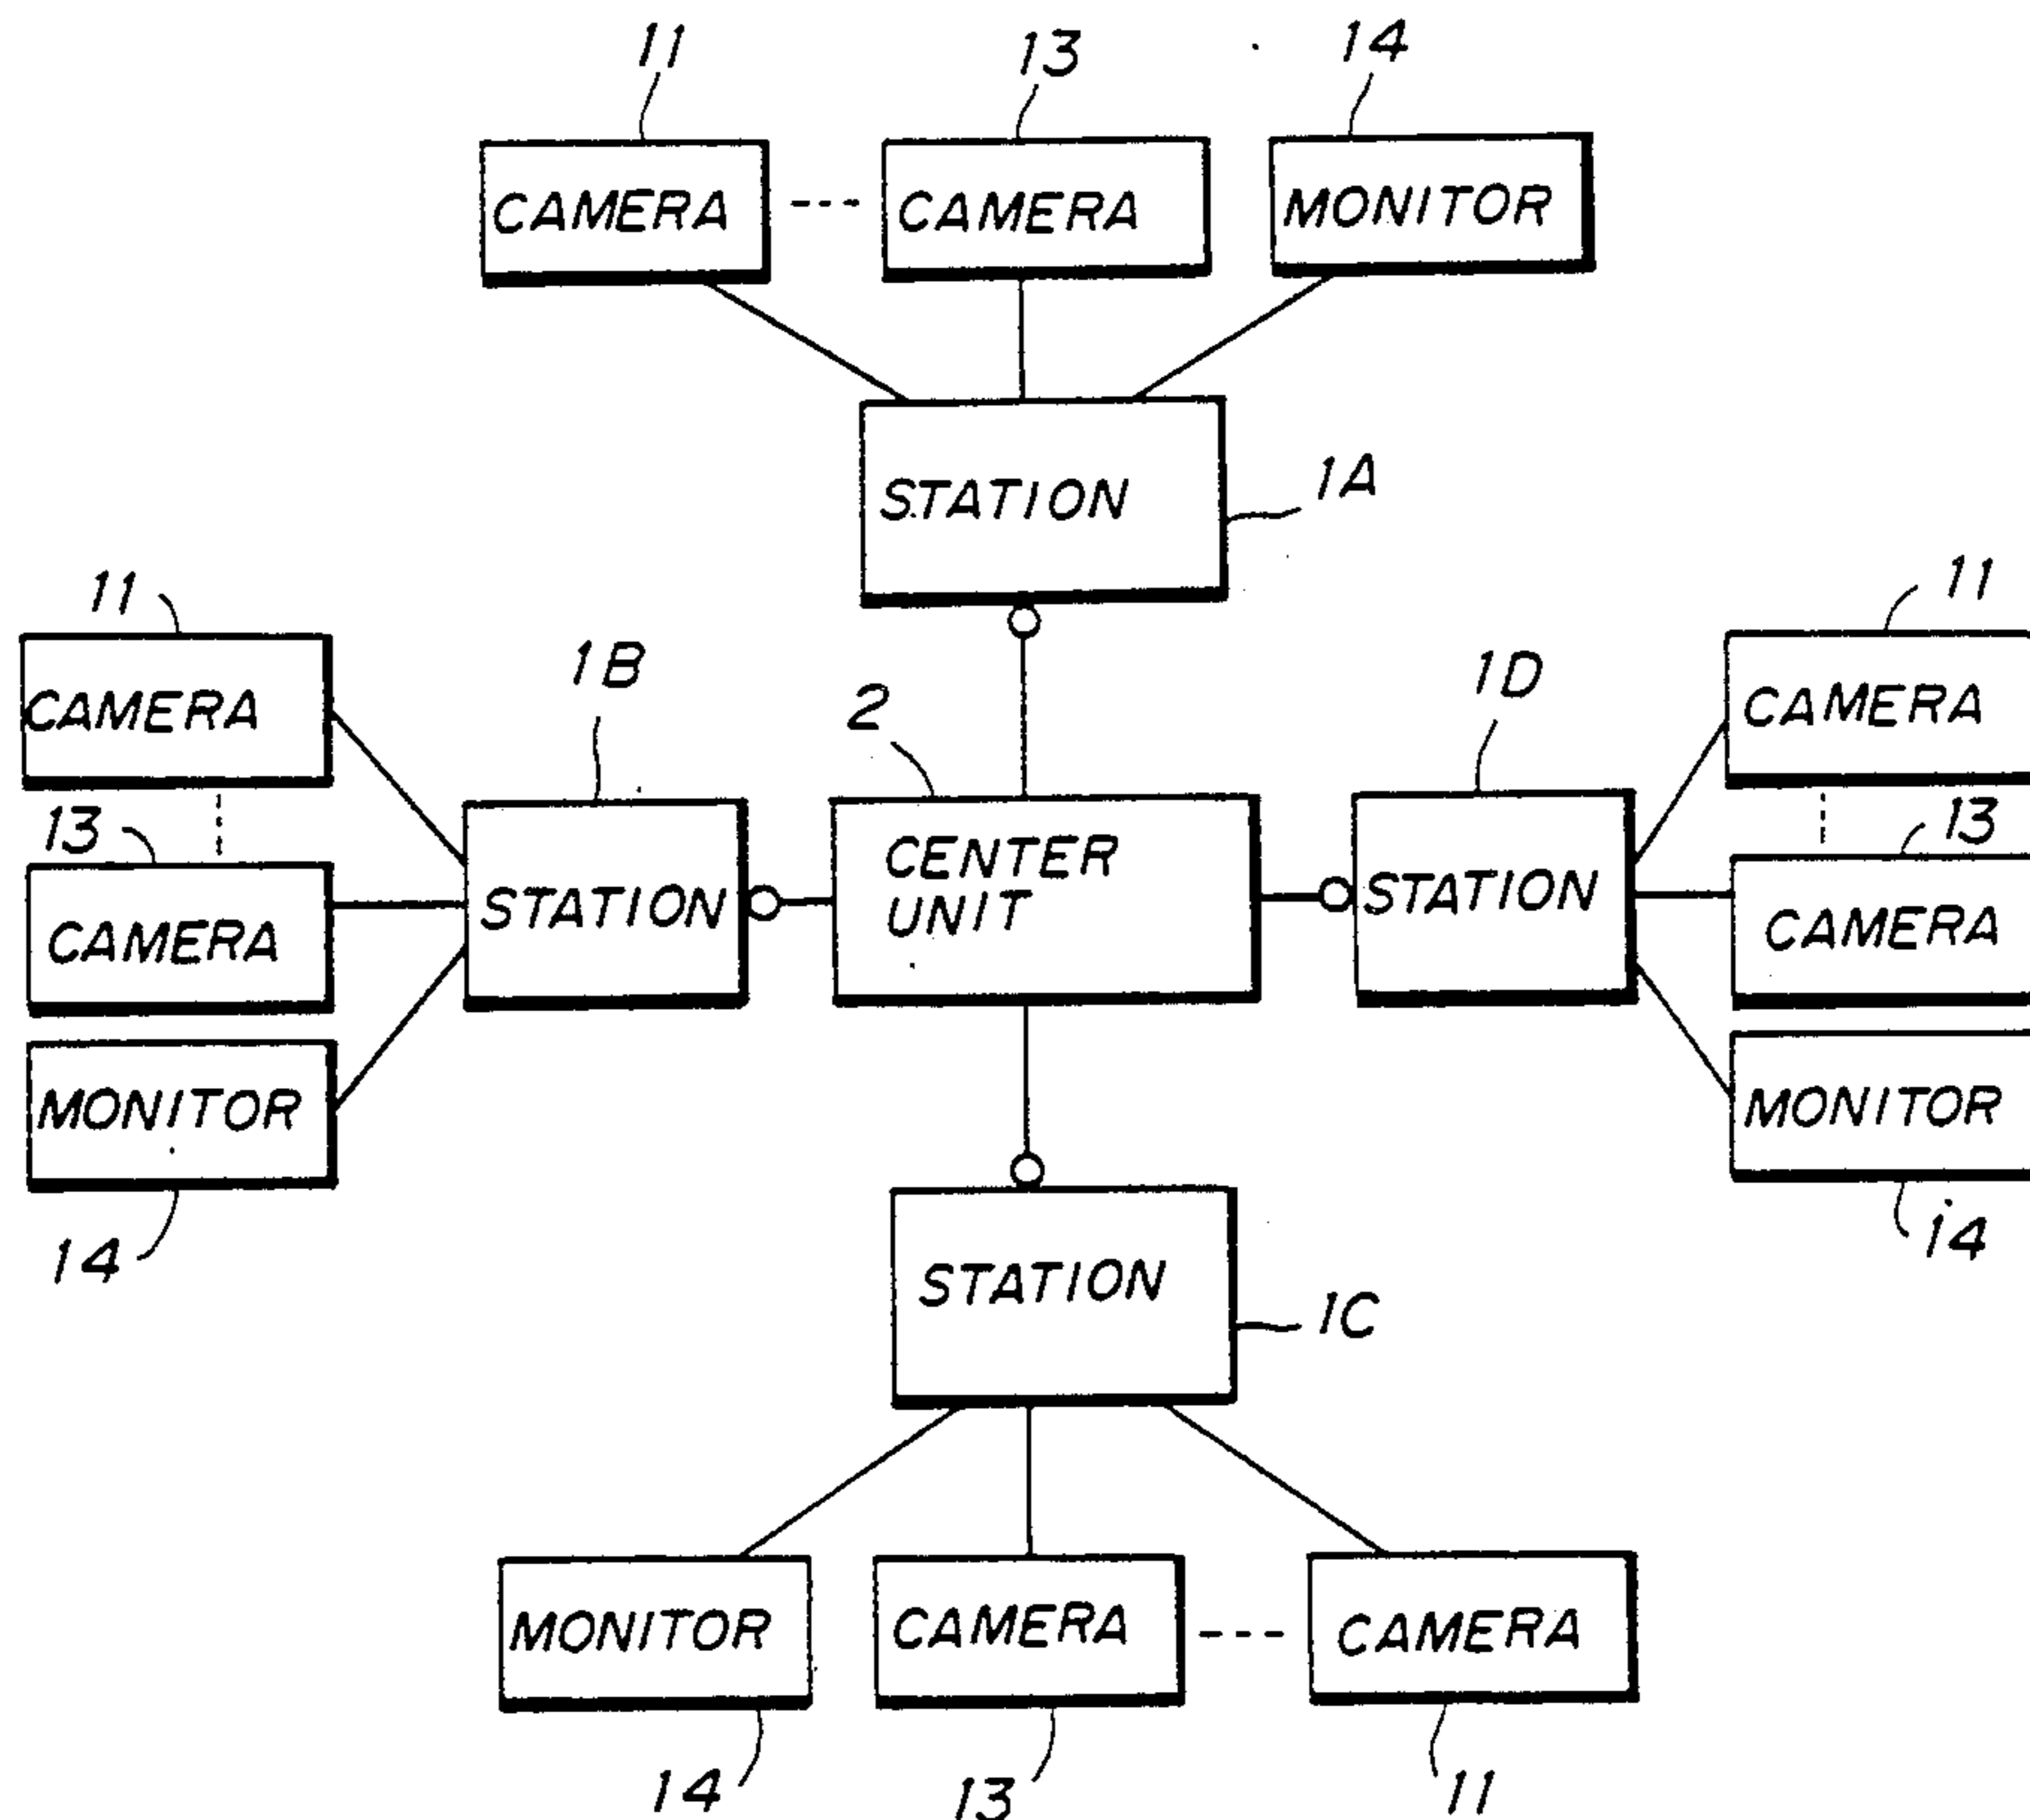 11
13
14
CAMERA
CAMERA
MONITOR
STATION
1A
11
1B
2
1D
11
CAMERA
CAMERA
13
CENTER
UNIT
13
STATION
STATION
CAMERA
CAMERA
MONITOR
MONITOR
14
14
STATION
1C
MONITOR
CAMERA
CAMERA
14
13
11